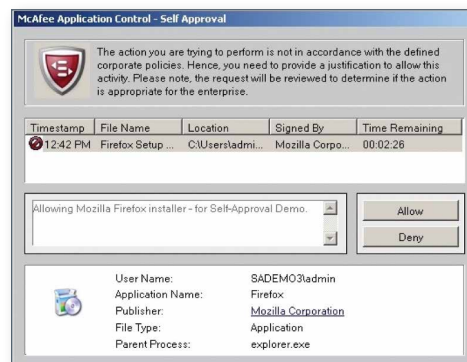 McAfee Application Control - Self Approval
The action you are trying to perform is not in accordance with the defined
corporate policies. Hence, you need to provide a justification to allow this
activity. Please note, the request will be reviewed to determine if the action
is appropriate for the enterprise.
Timestamp File Name Location Signed By Time Remaining
12:42 PM Firefox Setup ... C:\Users\admi... Mozilla Corpo... 00:02:26
Allowing Mozilla Firefox installer - for Self-Approval Demo.
Allow
Deny
User Name: SADEMO3\admin
Application Name: Firefox
Publisher: Mozilla Corporation
File Type: Application
Parent Process: explorer.exe